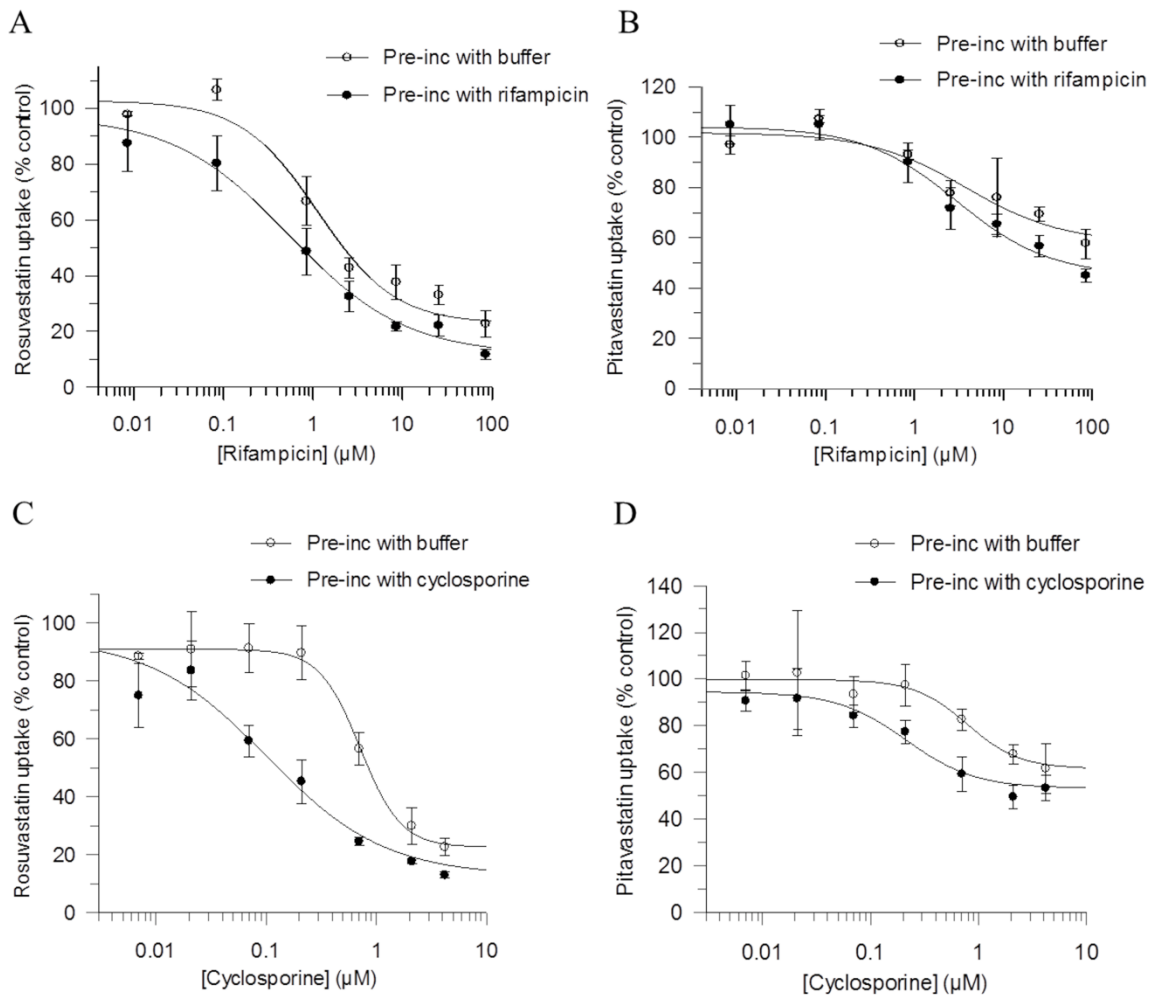 A
Pre-inc with buffer
Pre-inc with rifampicin
Rosuvastatin uptake (% control)
100
80
60
40
20
0
0.01 0.1 1 10 100
[Rifampicin] (µM)
B
Pre-inc with buffer
Pre-inc with rifampicin
Pitavastatin uptake (% control)
120
100
80
60
40
20
0
0.01 0.1 1 10 100
[Rifampicin] (µM)
C
Pre-inc with buffer
Pre-inc with cyclosporine
Rosuvastatin uptake (% control)
100
80
60
40
20
0
0.01 0.1 1 10
[Cyclosporine] (µM)
D
Pre-inc with buffer
Pre-inc with cyclosporine
Pitavastatin uptake (% control)
140
120
100
80
60
40
20
0
0.01 0.1 1 10
[Cyclosporine] (µM)